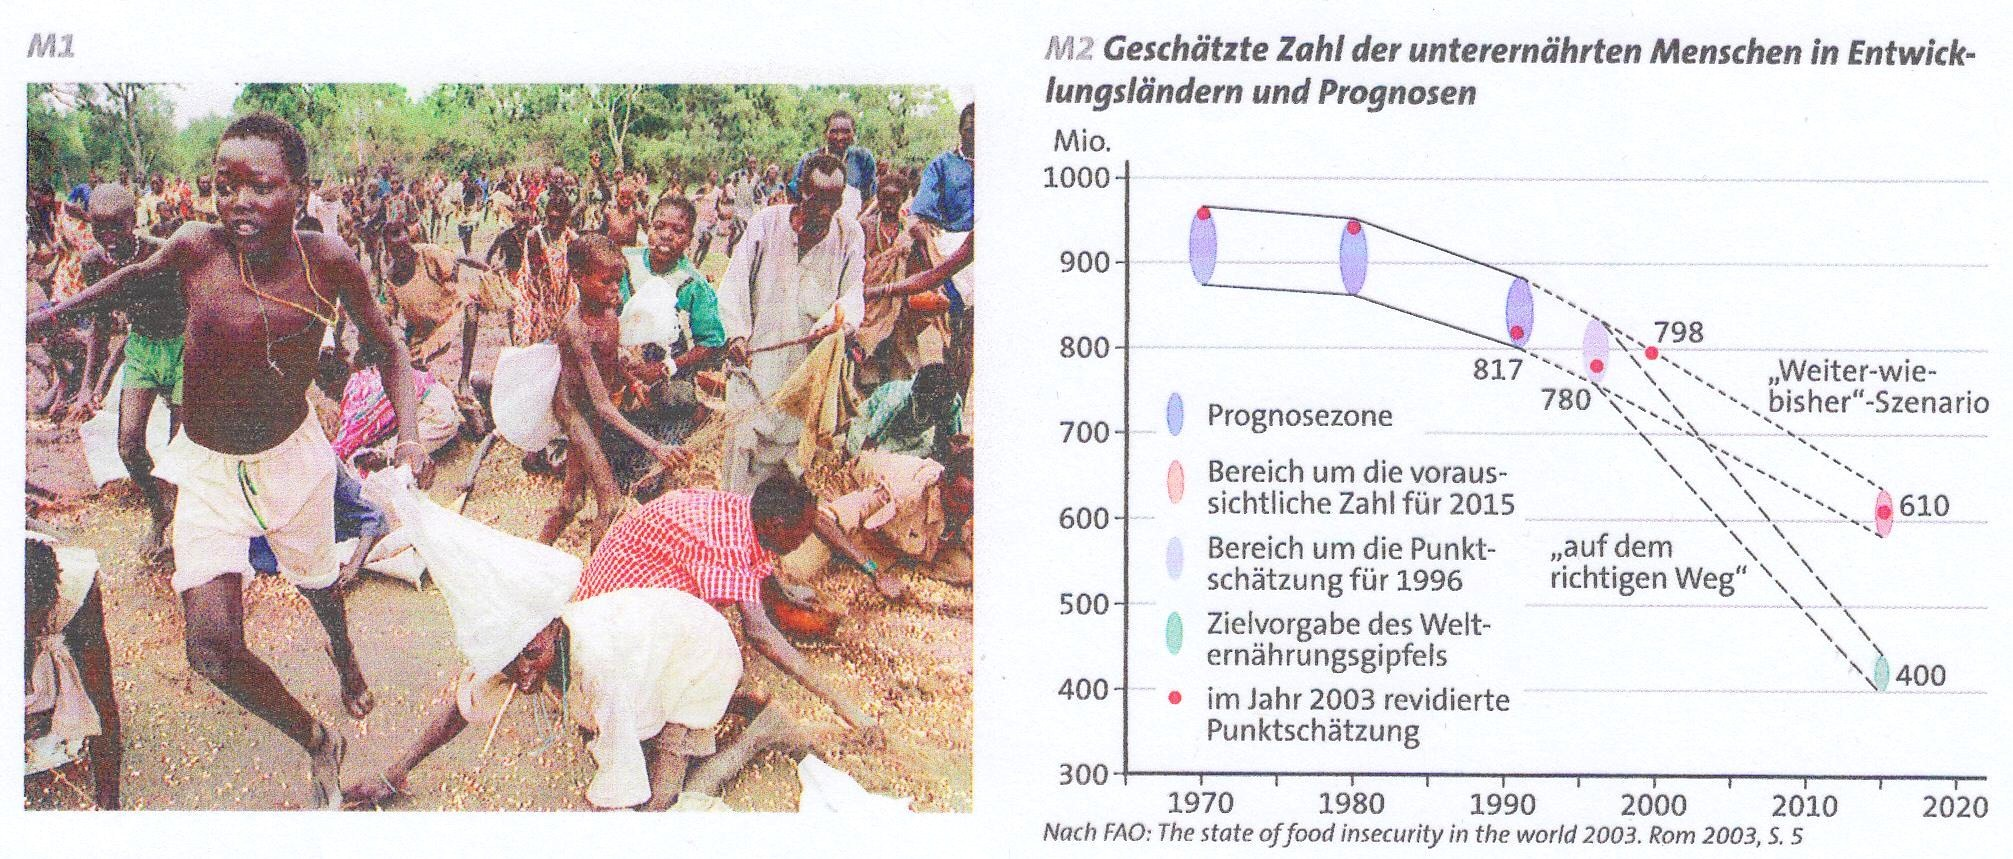 M1
M2 Geschätzte Zahl der unterernährten Menschen in Entwick-
lungsländern und Prognosen
Mio.
1000
900
800
700
600
500
400
300
798
817
780
„Weiter-wie-
bisher“-Szenario
610
„auf dem
richtigen Weg“
400
Prognosezone
Bereich um die voraus-
sichtliche Zahl für 2015
Bereich um die Punkt-
schätzung für 1996
Zielvorgabe des Welt-
ernährungsgipfels
im Jahr 2003 revidierte
Punktschätzung
1970 1980 1990 2000 2010 2020
Nach FAO: The state of food insecurity in the world 2003. Rom 2003, S. 5